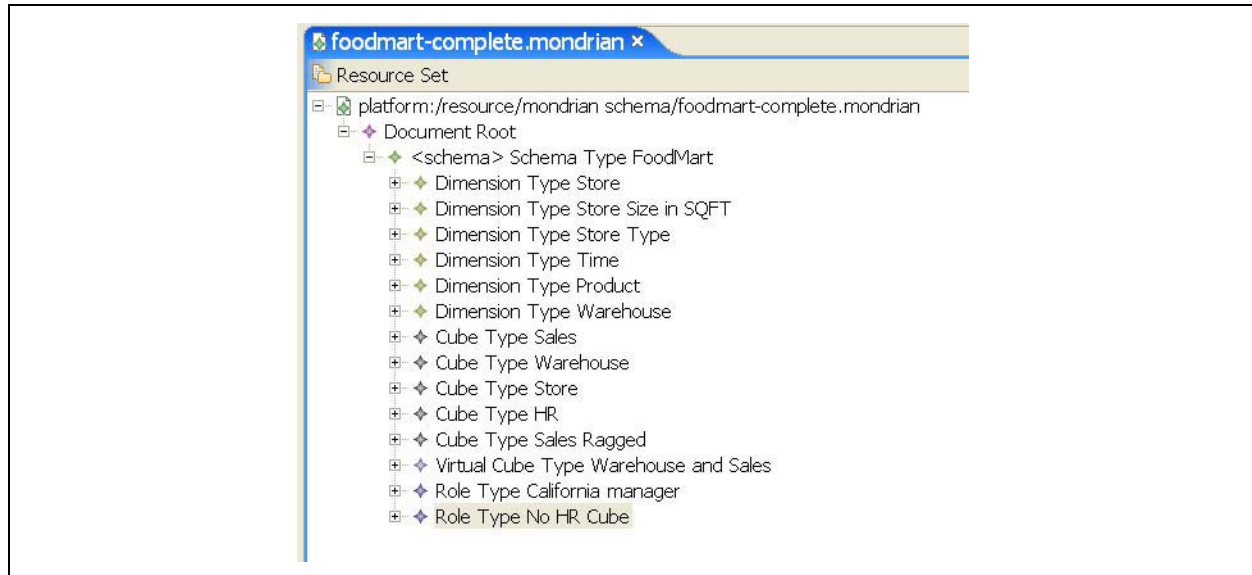 foodmart-complete.mondrian
Resource Set
platform:/resource/mondrian schema/foodmart-complete.mondrian
Document Root
<schema> Schema Type FoodMart
Dimension Type Store
Dimension Type Store Size in SQFT
Dimension Type Store Type
Dimension Type Time
Dimension Type Product
Dimension Type Warehouse
Cube Type Sales
Cube Type Warehouse
Cube Type Store
Cube Type HR
Cube Type Sales Ragged
Virtual Cube Type Warehouse and Sales
Role Type California manager
Role Type No HR Cube